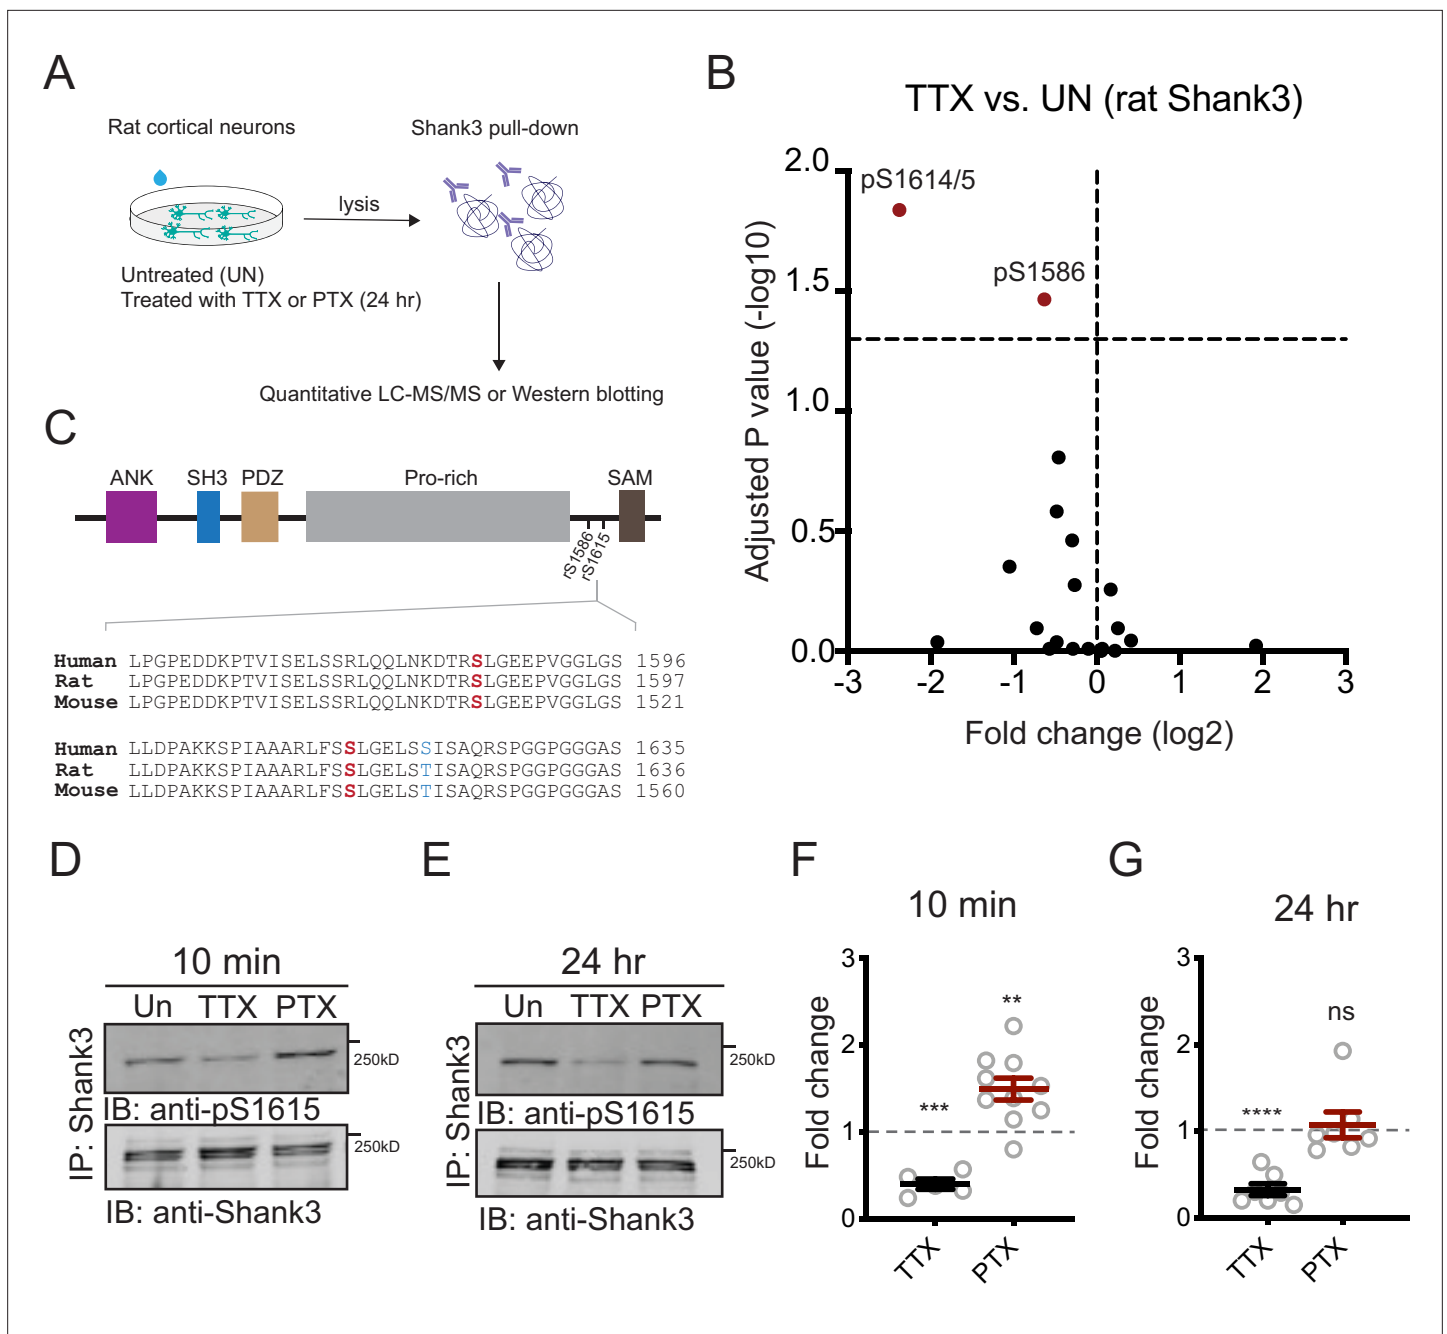 A
Rat cortical neurons
Shank3 pull-down
lysis
Untreated (UN)
Treated with TTX or PTX (24 hr)
Quantitative LC-MS/MS or Western blotting
B
TTX vs. UN (rat Shank3)
Adjusted P value (-log10)
2.0
1.5
1.0
0.5
0.0
pS1614/5
pS1586
-3 -2 -1 0 1 2 3
Fold change (log2)
C
ANK SH3 PDZ Pro-rich SAM
rS1586
rS1615
Human LPGPEDDKPTVISELSSRLQQLNKDTRSLGEEPVGGLGS 1596
Rat LPGPEDDKPTVISELSSRLQQLNKDTRSLGEEPVGGLGS 1597
Mouse LPGPEDDKPTVISELSSRLQQLNKDTRSLGEEPVGGLGS 1521
Human LLDPAKKSPIAAARLFSSLGELSSISAQRSPGGPGGGAS 1635
Rat LLDPAKKSPIAAARLFSSLGELSTISAQRSPGGPGGGAS 1636
Mouse LLDPAKKSPIAAARLFSSLGELSTISAQRSPGGPGGGAS 1560
D
10 min
Un TTX PTX
IP: Shank3
250kD
IB: anti-pS1615
250kD
IB: anti-Shank3
E
24 hr
Un TTX PTX
IP: Shank3
250kD
IB: anti-pS1615
250kD
IB: anti-Shank3
F
10 min
Fold change
3
2
1
0
***
**
TTX
PTX
G
24 hr
Fold change
3
2
1
0
****
ns
TTX
PTX